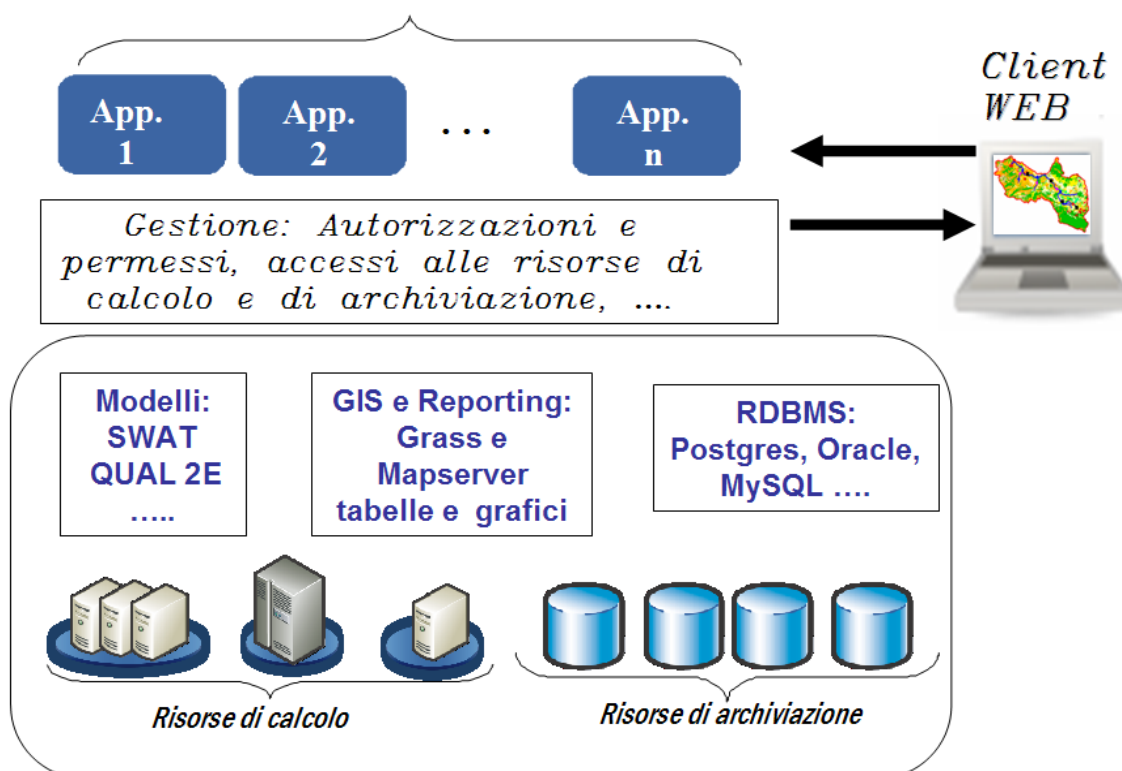 App.
1
App.
2
...
App.
n
Client
WEB
Gestione: Autorizzazioni e
permessi, accessi alle risorse di
calcolo e di archiviazione, ....
Modelli:
SWAT
QUAL 2E
.....
GIS e Reporting:
Grass e
Mapserver
tabelle e grafici
RDBMS:
Postgres, Oracle,
MySQL ....
Risorse di calcolo
Risorse di archiviazione